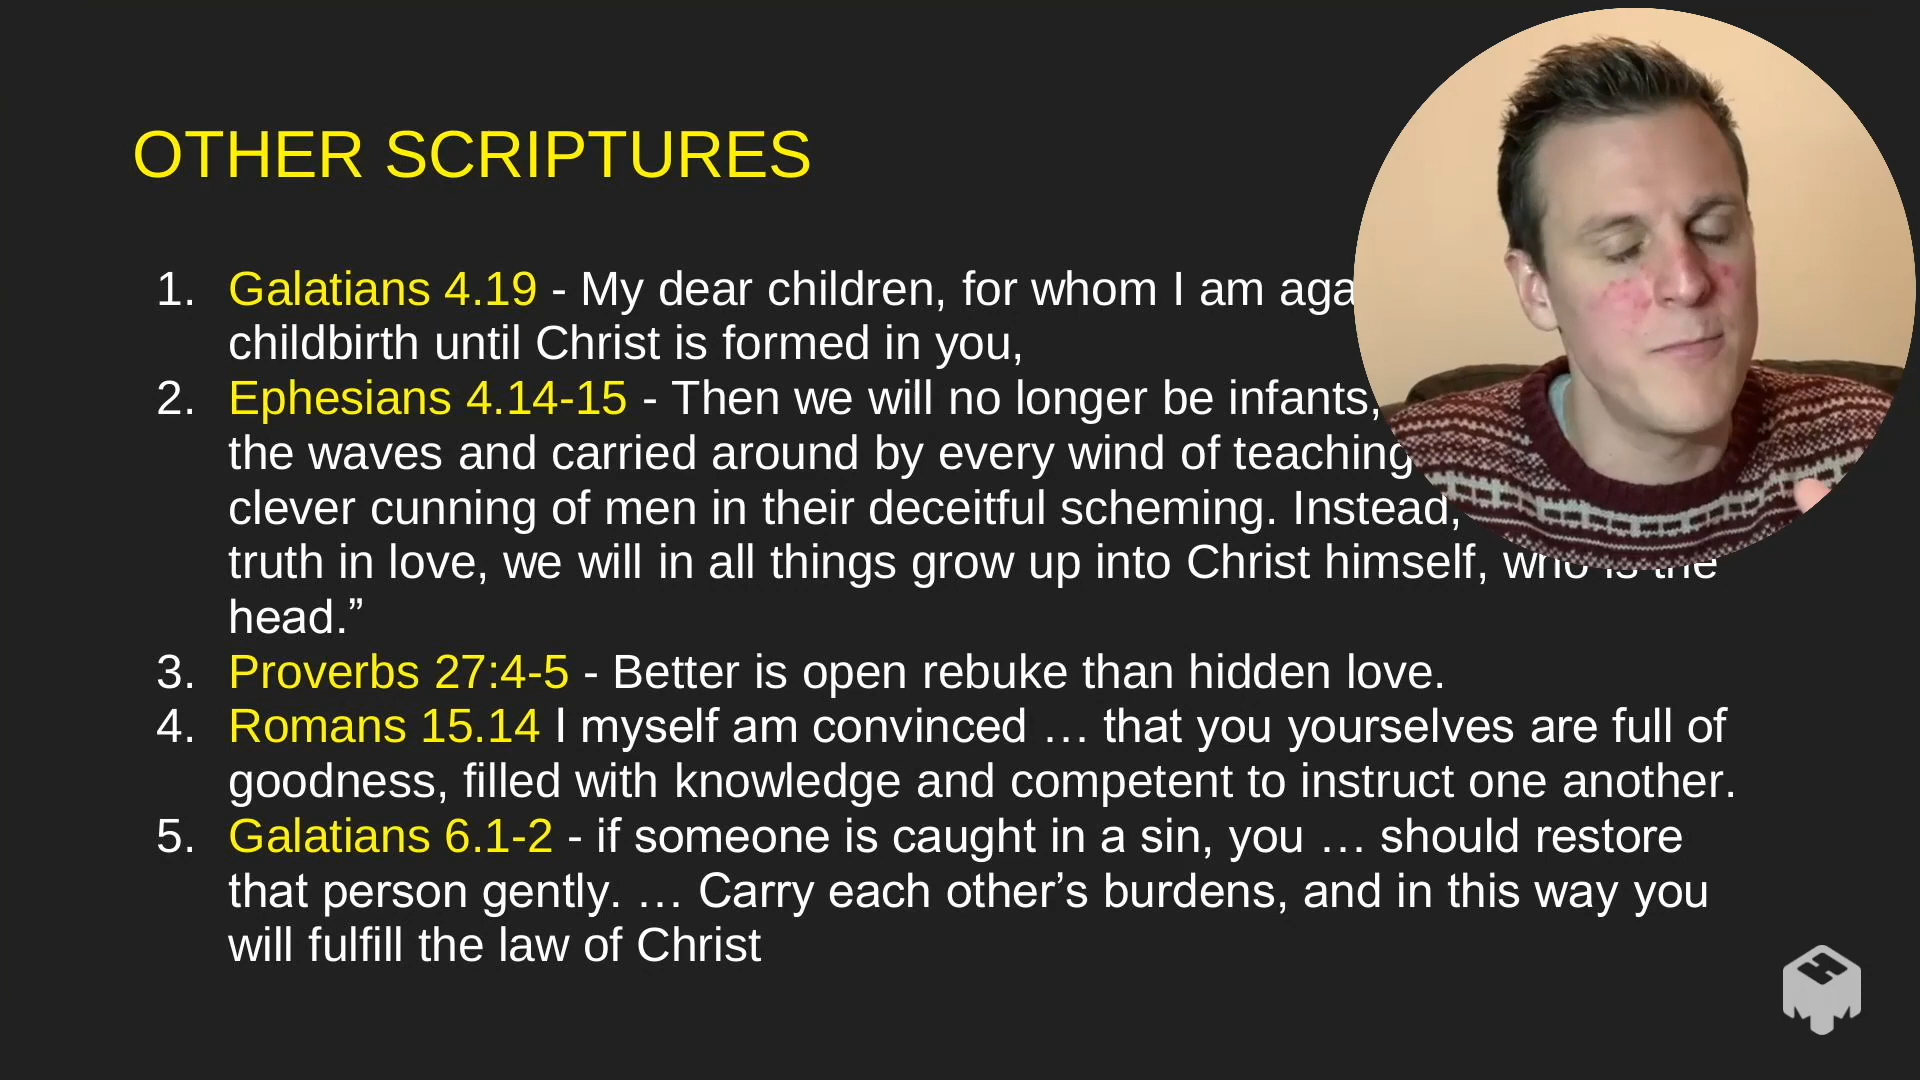 OTHER SCRIPTURES
1. Galatians 4.19 - My dear children, for whom I am
childbirth until Christ is formed in you,
2. Ephesians 4.14-15 - Then we will no longer be infants,
the waves and carried around by every wind of teaching
clever cunning of men in their deceitful scheming. Instead,
truth in love, we will in all things grow up into Christ himself, who is the
head.”
3. Proverbs 27:4-5 - Better is open rebuke than hidden love.
4. Romans 15.14 I myself am convinced … that you yourselves are full of
goodness, filled with knowledge and competent to instruct one another.
5. Galatians 6.1-2 - if someone is caught in a sin, you … should restore
that person gently. … Carry each other’s burdens, and in this way you
will fulfill the law of Christ